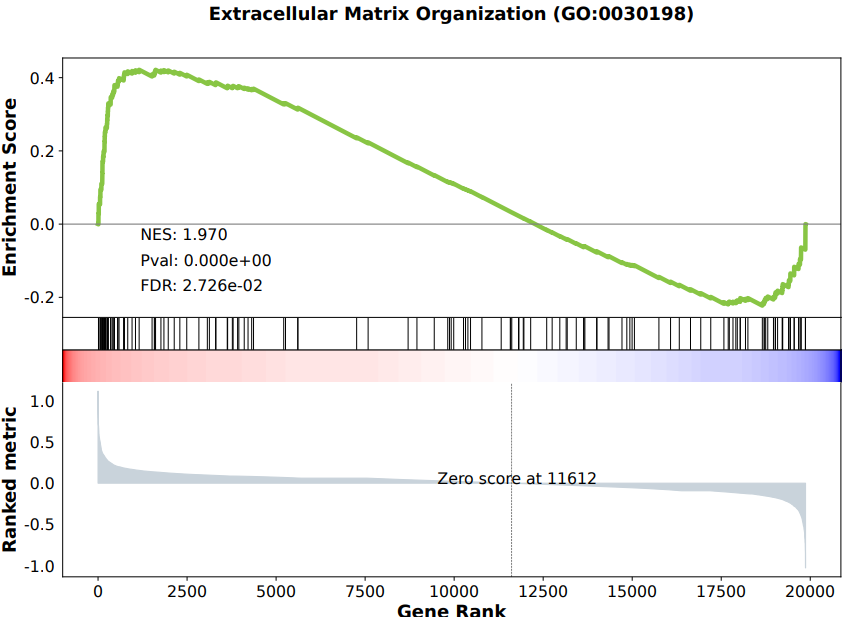 Extracellular Matrix Organization (GO:0030198)
Enrichment Score
0.4
0.2
0.0
-0.2
NES: 1.970
Pval: 0.000e+00
FDR: 2.726e-02
Ranked metric
1.0
0.5
0.0
-0.5
-1.0
Zero score at 11612
0 2500 5000 7500 10000 12500 15000 17500 20000
Gene Rank